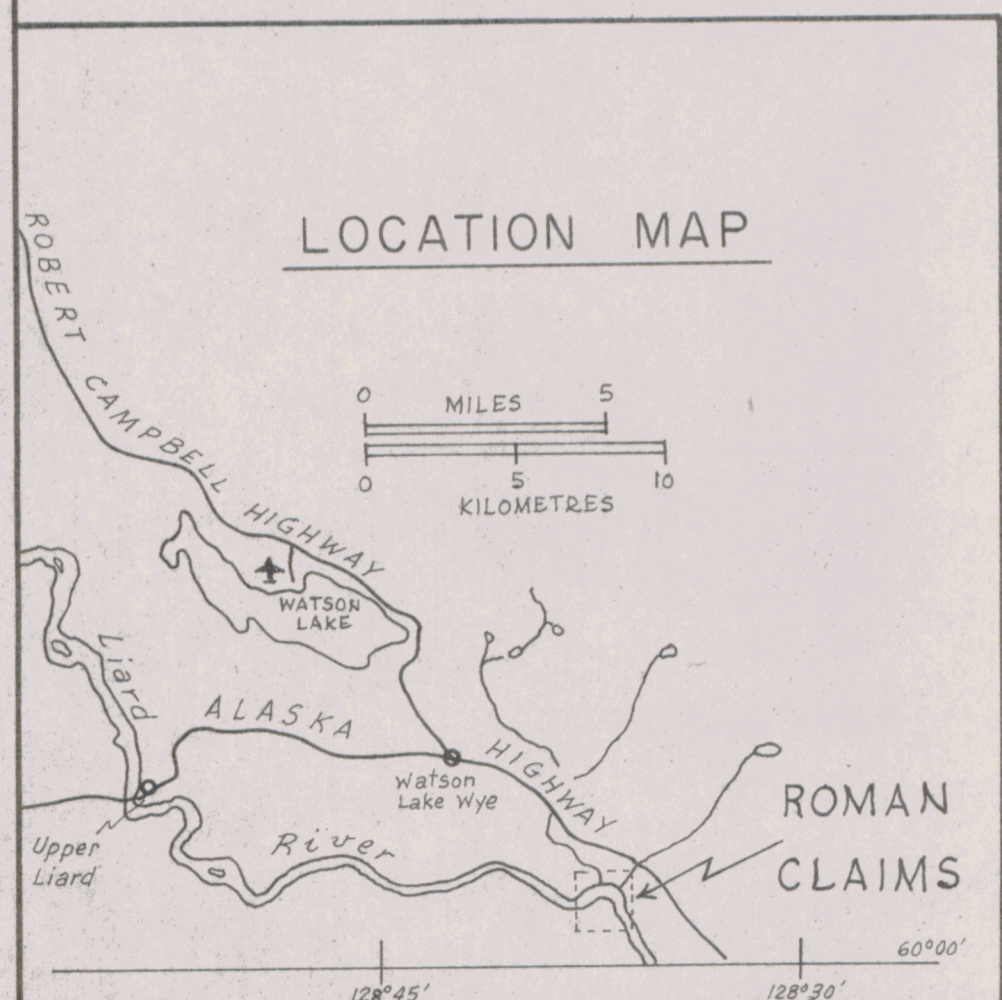 LOCATION MAP
ROBERT CAMPBELL HIGHWAY
0 5
MILES
0 5 10
KILOMETRES
WATSON
LAKE
Liard
ALASKA
HIGHWAY
Watson
Lake Wye
ROMAN
CLAIMS
Upper
Liard
River
60°00'
128°45'
128°30'